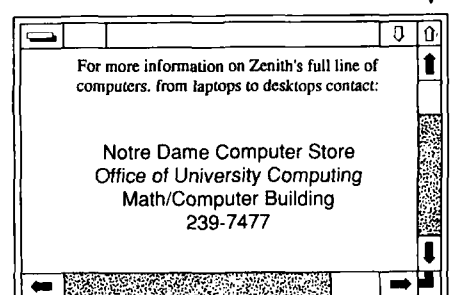 For more information on Zenith's full line of
computers. from laptops to desktops contact:
Notre Dame Computer Store
Office of University Computing
Math/Computer Building
239-7477